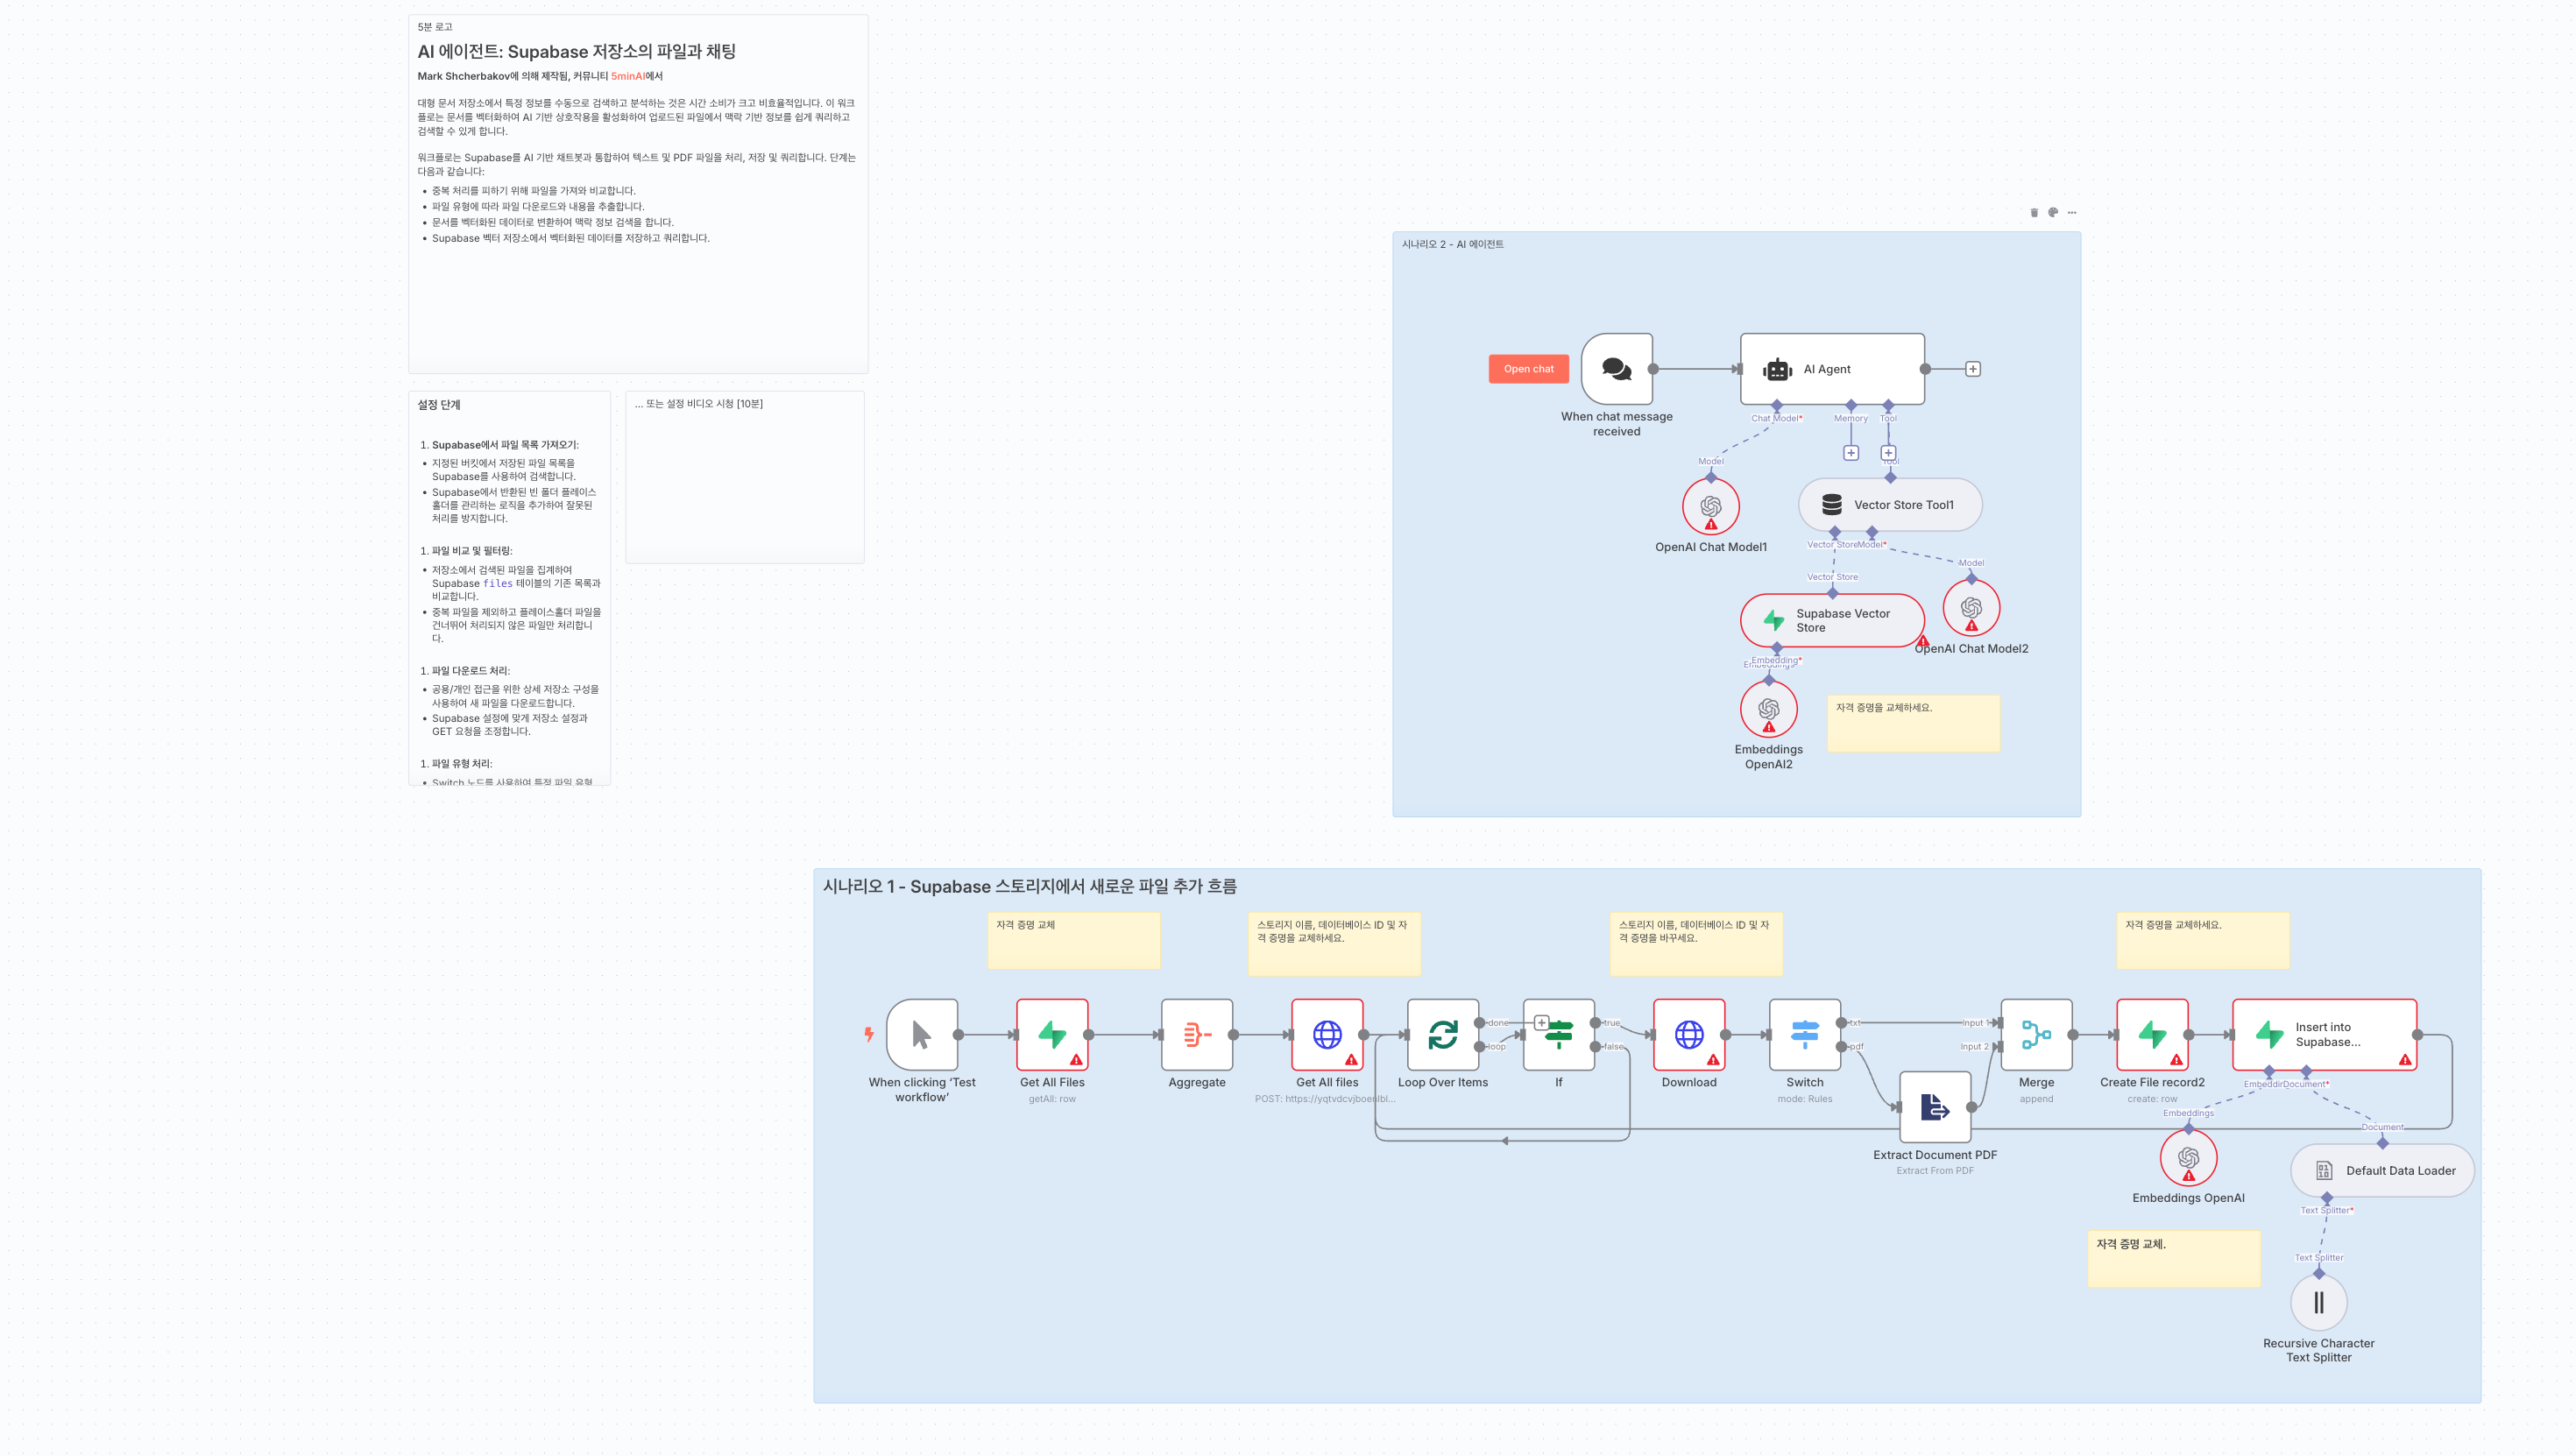 5분 로고
AI 에이전트: Supabase 저장소의 파일과 채팅
Mark Shcherbakov에 의해 제작됨, 커뮤니티 5minAI에서
대형 문서 저장소에서 특정 정보를 수동으로 검색하고 분석하는 것은 시간 소비가 크고 비효율적입니다. 이 워크
플로는 문서를 벡터화하여 AI 기반 상호작용을 활성화하여 업로드된 파일에서 맥락 기반 정보를 쉽게 쿼리하고
검색할 수 있게 합니다.
워크플로는 Supabase를 AI 기반 채트봇과 통합하여 텍스트 및 PDF 파일을 처리, 저장 및 쿼리합니다. 단계는
다음과 같습니다:
• 중복 처리를 피하기 위해 파일을 가져와 비교합니다.
• 파일 유형에 따라 파일 다운로드와 내용을 추출합니다.
• 문서를 벡터화된 데이터로 변환하여 맥락 정보 검색을 합니다.
• Supabase 벡터 저장소에서 벡터화된 데이터를 저장하고 쿼리합니다.
설정 단계
1. Supabase에서 파일 목록 가져오기:
• 지정된 버킷에서 저장된 파일 목록을
Supabase를 사용하여 검색합니다.
• Supabase에서 반환된 빈 폴더 플레이스
홀더를 관리하는 로직을 추가하여 잘못된
처리를 방지합니다.
1. 파일 비교 및 필터링:
• 저장소에서 검색된 파일을 집계하여
Supabase files 테이블의 기존 목록과
비교합니다.
• 중복 파일을 제외하고 플레이스홀더 파일을
건너뛰어 처리되지 않은 파일만 처리합니
다.
1. 파일 다운로드 처리:
• 공용/개인 접근을 위한 상세 저장소 구성을
사용하여 새 파일을 다운로드합니다.
• Supabase 설정에 맞게 저장소 설정과
GET 요청을 조정합니다.
1. 파일 유형 처리:
• Switch 노드를 사용하여 특정 파일 유형
... 또는 설정 비디오 시청 [10분]
시나리오 2 - AI 에이전트
Open chat
When chat message
received
AI Agent
Chat Model*
Memory
Tool
Model
Tool
OpenAI Chat Model1
Vector Store Tool1
Vector Store
Model*
Model
Vector Store
Supabase Vector
Store
OpenAI Chat Model2
Embedding*
Embeddings
OpenAI2
자격 증명을 교체하세요.
시나리오 1 - Supabase 스토리지에서 새로운 파일 추가 흐름
자격 증명 교체
스토리지 이름, 데이터베이스 ID 및 자
격 증명을 교체하세요.
스토리지 이름, 데이터베이스 ID 및 자
격 증명을 바꾸세요.
자격 증명을 교체하세요.
When clicking ‘Test
workflow’
Get All Files
getAll: row
Aggregate
Get All files
POST: https://yqtvdcvjboenlbl...
Loop Over Items
done
loop
If
true
false
Download
Switch
mode: Rules
txt
pdf
Extract Document PDF
Extract From PDF
Input 1
Input 2
Merge
append
Create File record2
create: row
Insert into
Supabase...
Document*
Embeddings
Embeddings OpenAI
Document
Default Data Loader
Text Splitter*
Text Splitter
자격 증명 교체.
Recursive Character
Text Splitter